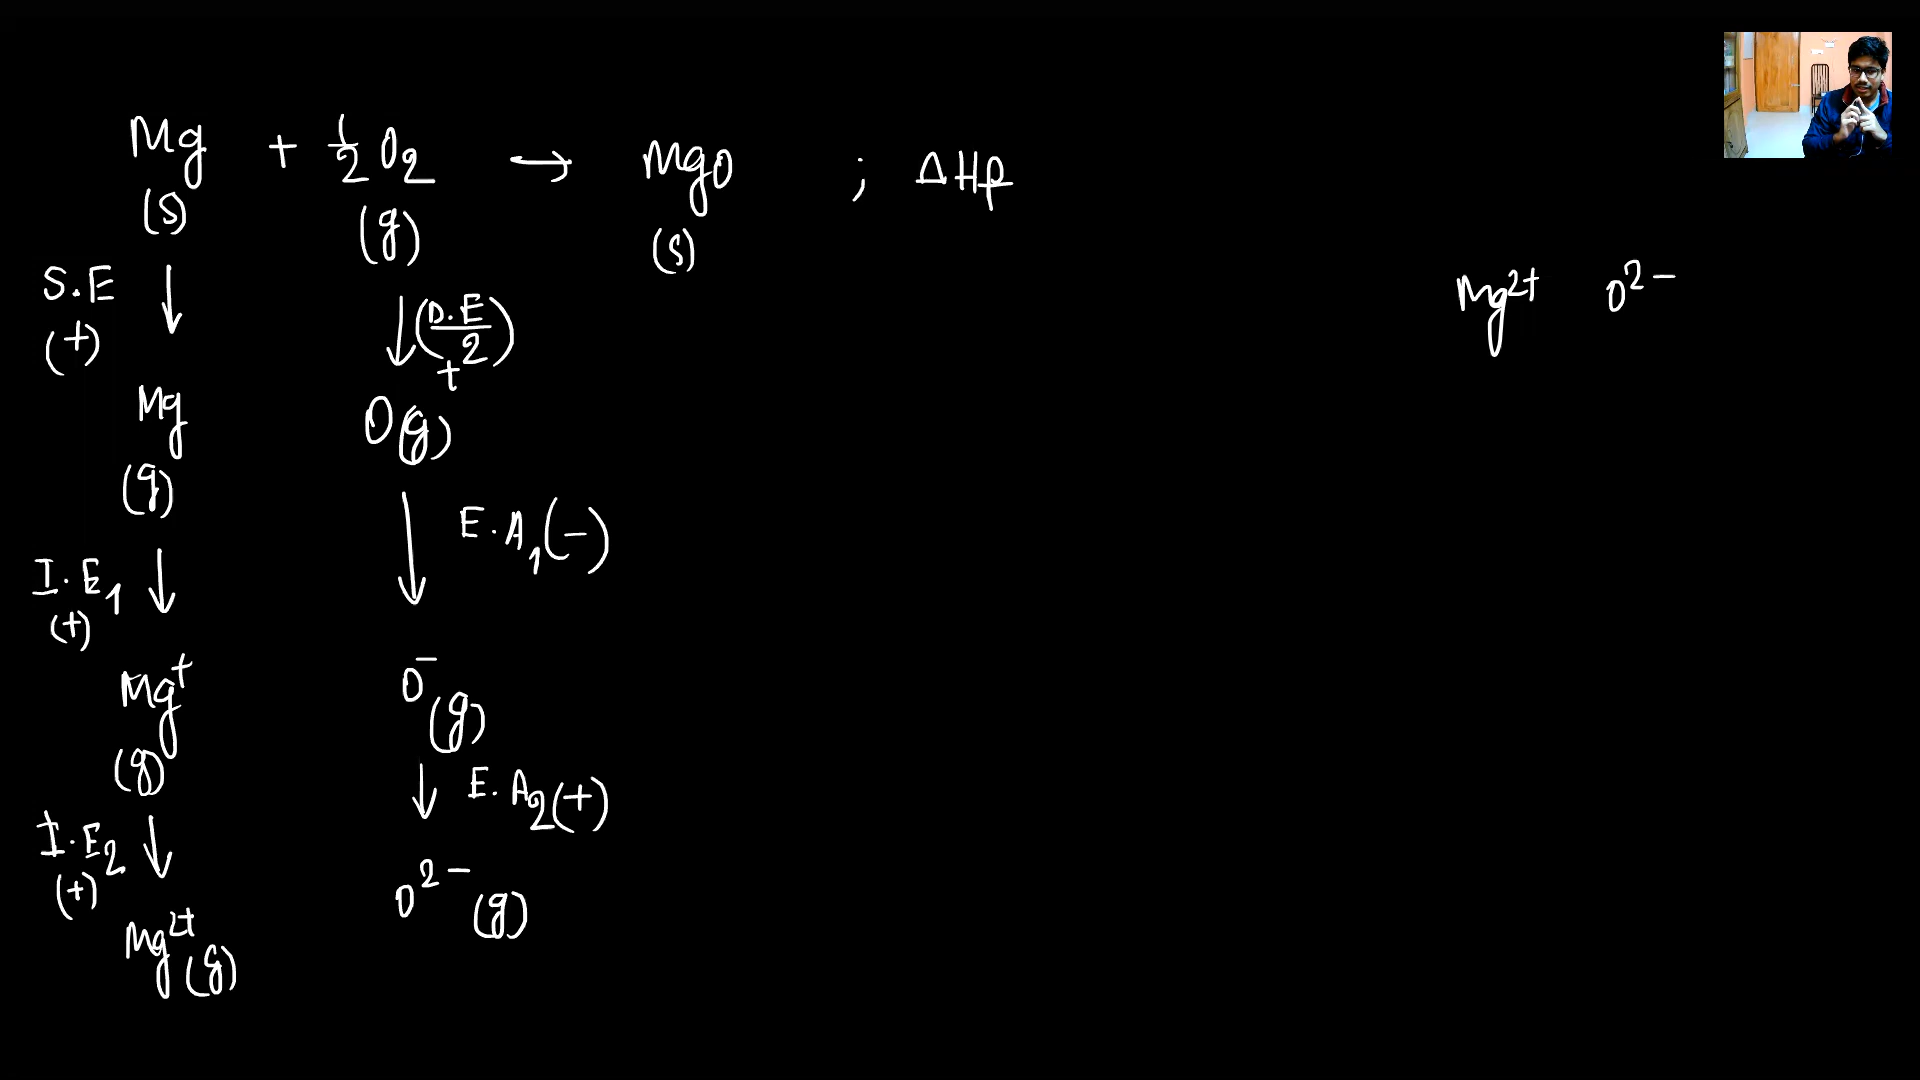 Mg + 1/2 O2 → MgO ; ΔHf
(s) (g) (s)
Mg2+ O2−
S.E ↓ ↓ (D.E/2)
(+) +
Mg O(g)
(g)
↓ E.A1(−)
I.E1 ↓
(+)
Mg+ O−
(g) (g)
↓ E.A2(+)
I.E2 ↓
(+) O2− (g)
Mg2+ (g)